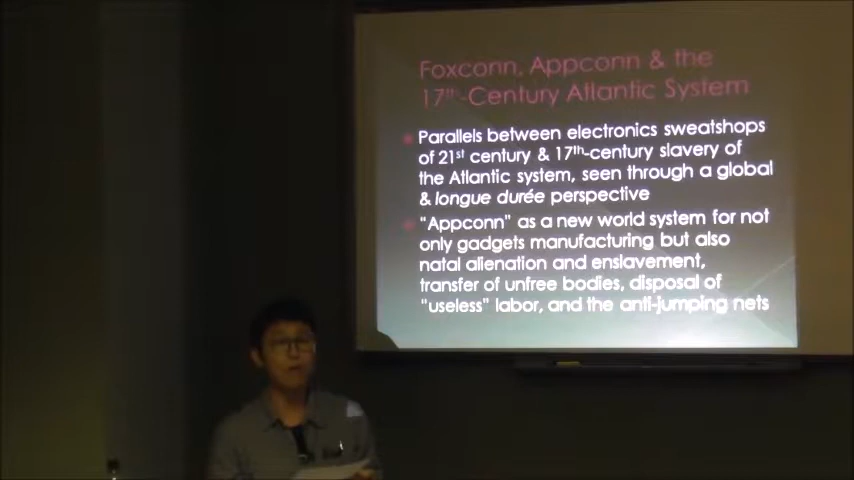 Foxconn, Appconn & the
17th-Century Atlantic System
Parallels between electronics sweatshops
of 21st century & 17th-century slavery of
the Atlantic system, seen through a global
& longue durée perspective
"Appconn" as a new world system for not
only gadgets manufacturing but also
natal alienation and enslavement,
transfer of unfree bodies, disposal of
"useless" labor, and the anti-jumping nets